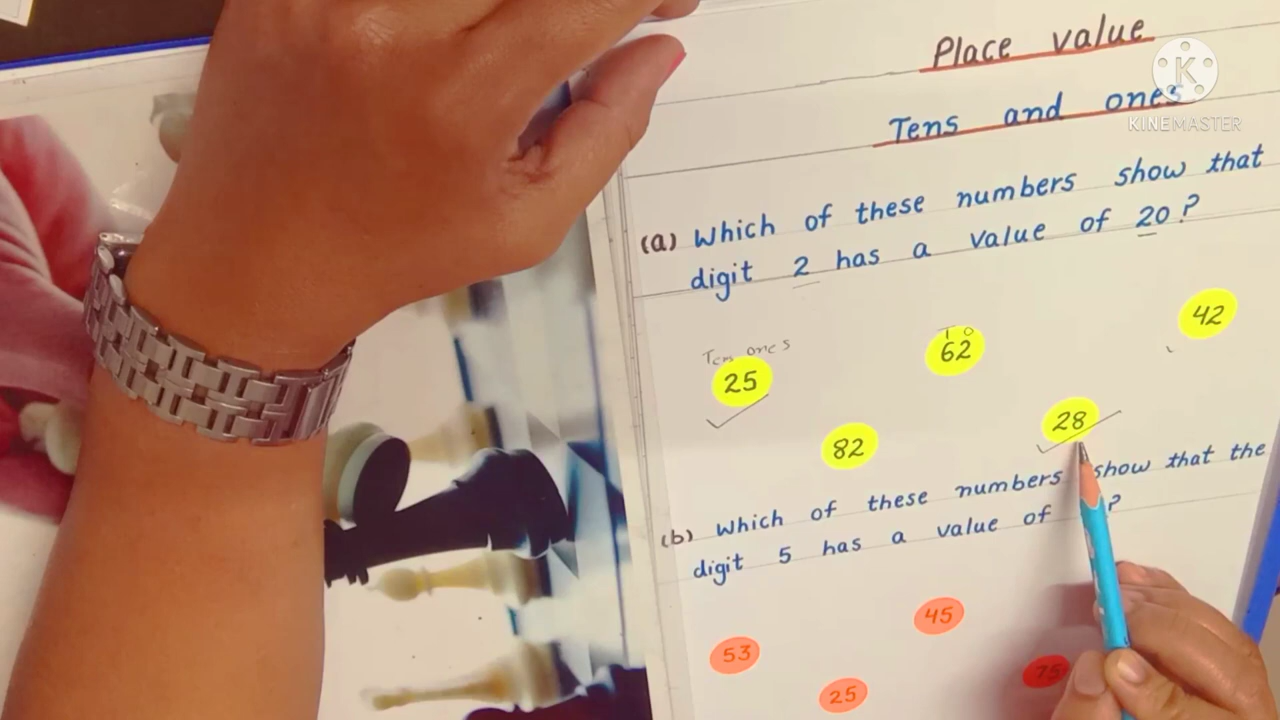 Place value
Tens and ones
K
KINEMASTER
(a) Which of these numbers show that
digit 2 has a value of 20?
42
T O
62
Tens ones
25
28
82
(b) Which of these numbers show that the
digit 5 has a value of ?
45
53
75
25